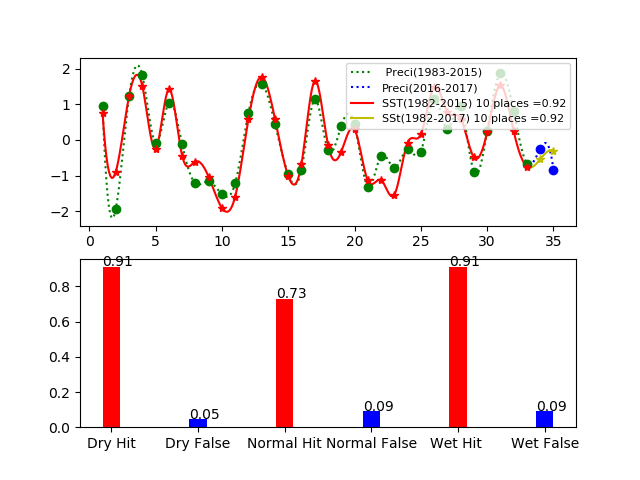 2
1
0
−1
−2
Preci(1983-2015)
Preci(2016-2017)
SST(1982-2015) 10 places =0.92
SSt(1982-2017) 10 places =0.92
0 5 10 15 20 25 30 35
0.8
0.6
0.4
0.2
0.0
0.91
0.05
0.73
0.09
0.91
0.09
Dry Hit Dry False Normal Hit Normal False Wet Hit Wet False